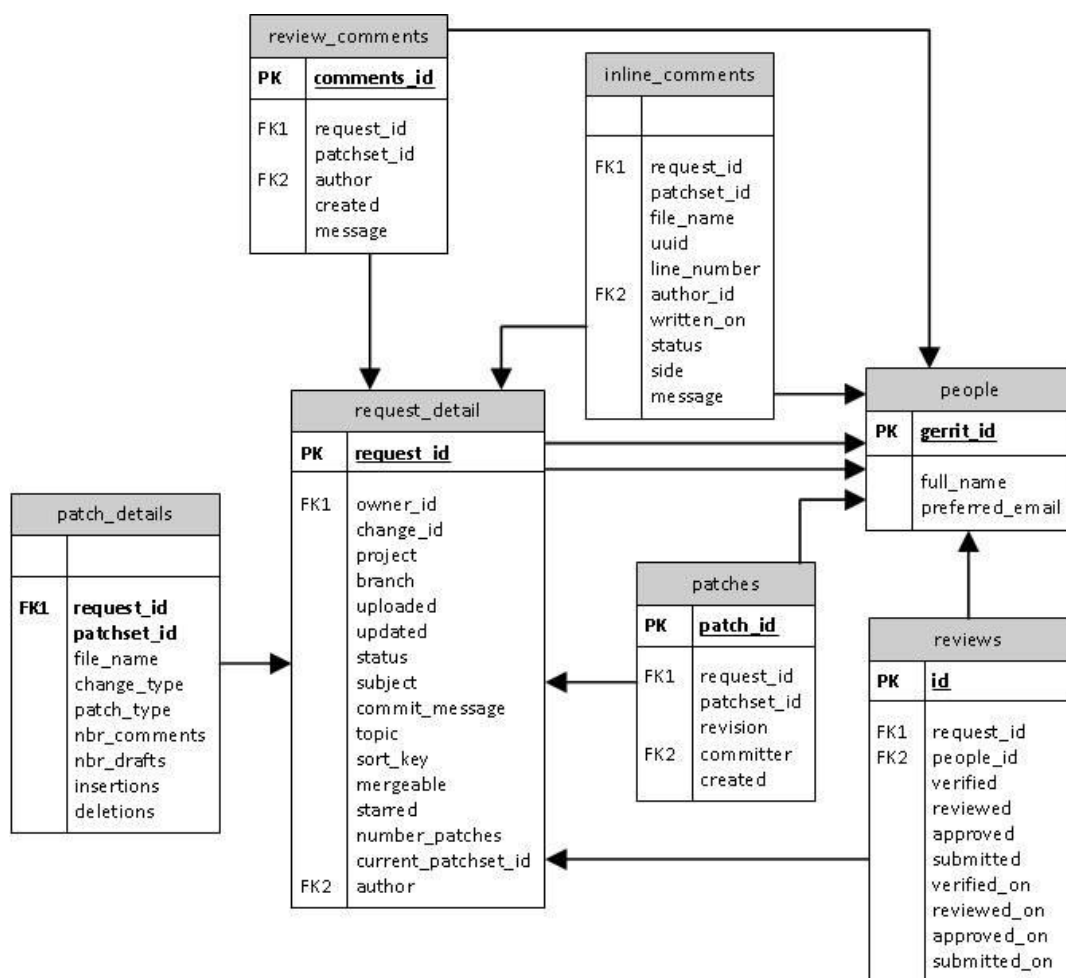 review_comments
PK comments_id
FK1 request_id
patchset_id
FK2 author
created
message
inline_comments
FK1 request_id
patchset_id
file_name
uuid
line_number
FK2 author_id
written_on
status
side
message
request_detail
PK request_id
FK1 owner_id
change_id
project
branch
uploaded
updated
status
subject
commit_message
topic
sort_key
mergeable
starred
number_patches
current_patchset_id
FK2 author
people
PK gerrit_id
full_name
preferred_email
patch_details
FK1 request_id
patchset_id
file_name
change_type
patch_type
nbr_comments
nbr_drafts
insertions
deletions
patches
PK patch_id
FK1 request_id
patchset_id
revision
FK2 committer
created
reviews
PK id
FK1 request_id
FK2 people_id
verified
reviewed
approved
submitted
verified_on
reviewed_on
approved_on
submitted_on